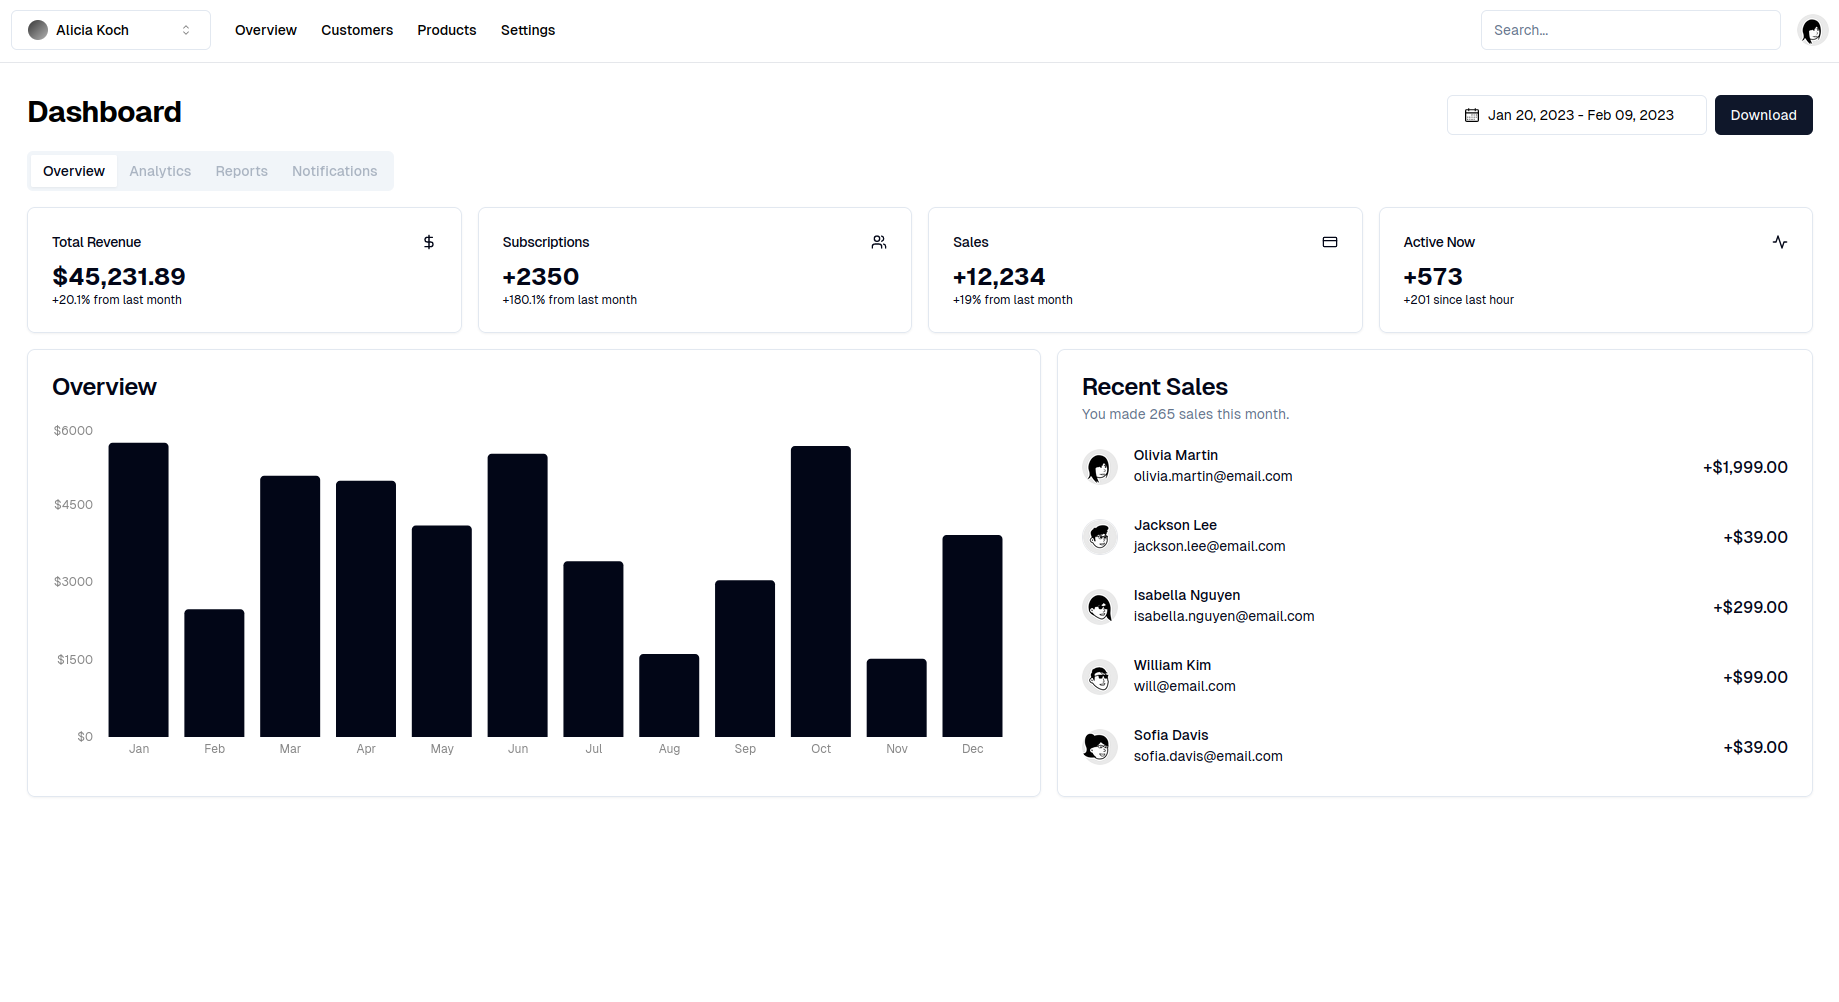 Alicia Koch
Overview Customers Products Settings
Search...
Dashboard
Jan 20, 2023 - Feb 09, 2023
Download
Overview Analytics Reports Notifications
Total Revenue
$45,231.89
+20.1% from last month
Subscriptions
+2350
+180.1% from last month
Sales
+12,234
+19% from last month
Active Now
+573
+201 since last hour
Overview
$6000
$4500
$3000
$1500
$0
Jan Feb Mar Apr May Jun Jul Aug Sep Oct Nov Dec
Recent Sales
You made 265 sales this month.
Olivia Martin
olivia.martin@email.com
+$1,999.00
Jackson Lee
jackson.lee@email.com
+$39.00
Isabella Nguyen
isabella.nguyen@email.com
+$299.00
William Kim
will@email.com
+$99.00
Sofia Davis
sofia.davis@email.com
+$39.00